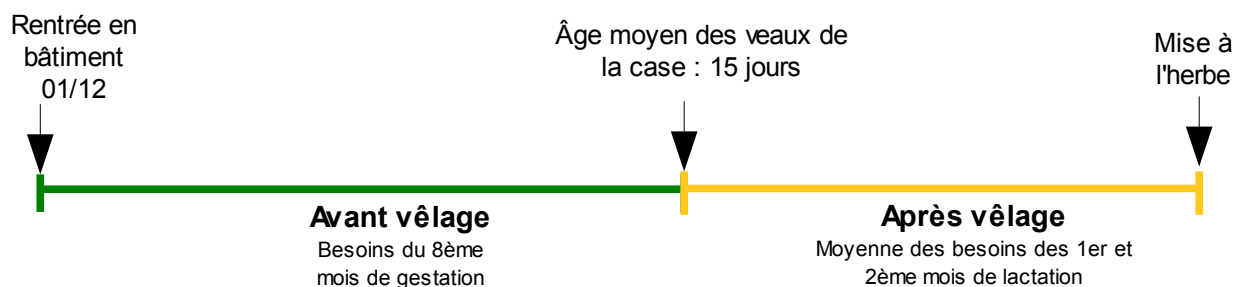 Rentrée en
bâtiment
01/12
Âge moyen des veaux de
la case : 15 jours
Mise à
l'herbe
Avant vêlage
Besoins du 8ème
mois de gestation
Après vêlage
Moyenne des besoins des 1er et
2ème mois de lactation